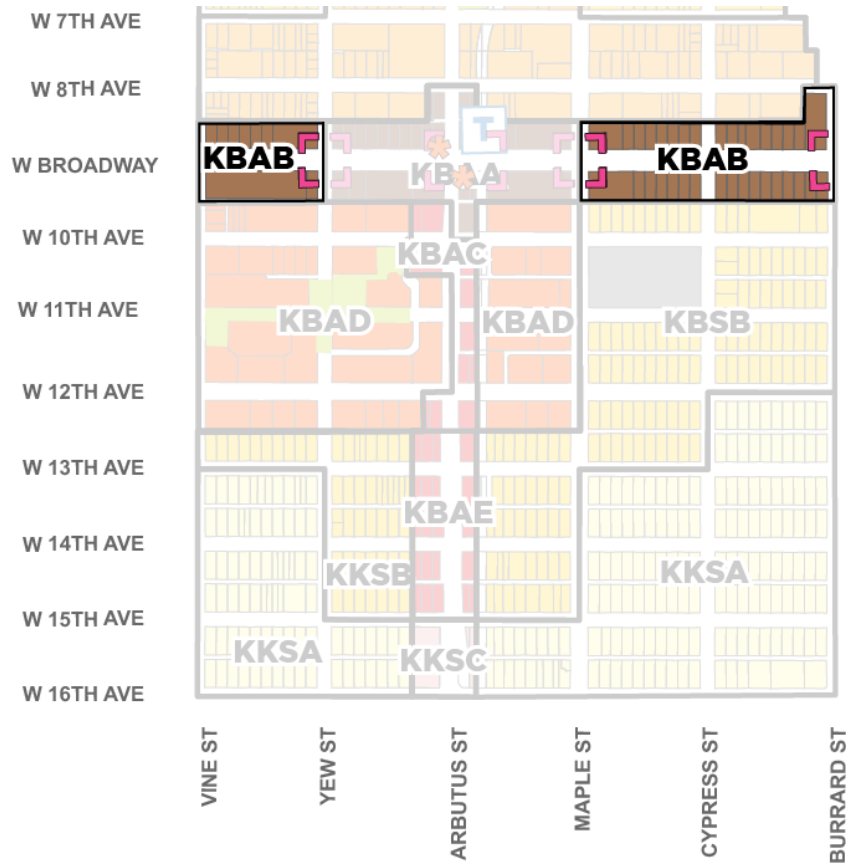 W 7TH AVE
W 8TH AVE
W BROADWAY
W 10TH AVE
W 11TH AVE
W 12TH AVE
W 13TH AVE
W 14TH AVE
W 15TH AVE
W 16TH AVE
T
KBAB
KBAA
KBAB
KBAC
KBAD
KBAD
KBSB
KBAE
KKSB
KKSA
KKSA
KKSC
VINE ST
YEW ST
ARBUTUS ST
MAPLE ST
CYPRESS ST
BURRARD ST